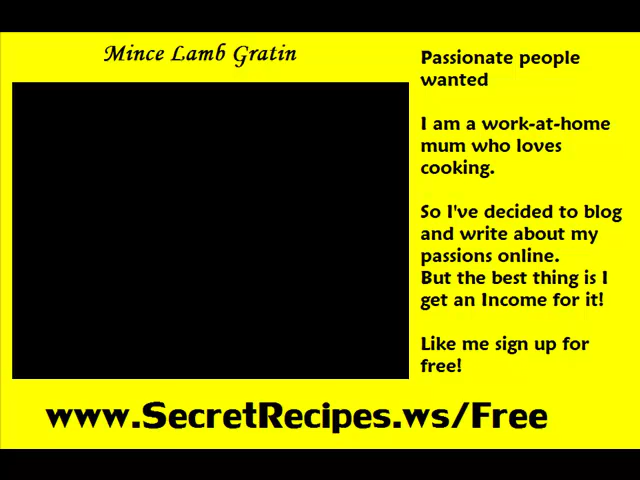 Mince Lamb Gratin
Passionate people
wanted
I am a work-at-home
mum who loves
cooking.
So I've decided to blog
and write about my
passions online.
But the best thing is I
get an Income for it!
Like me sign up for
free!
www.SecretRecipes.ws/Free